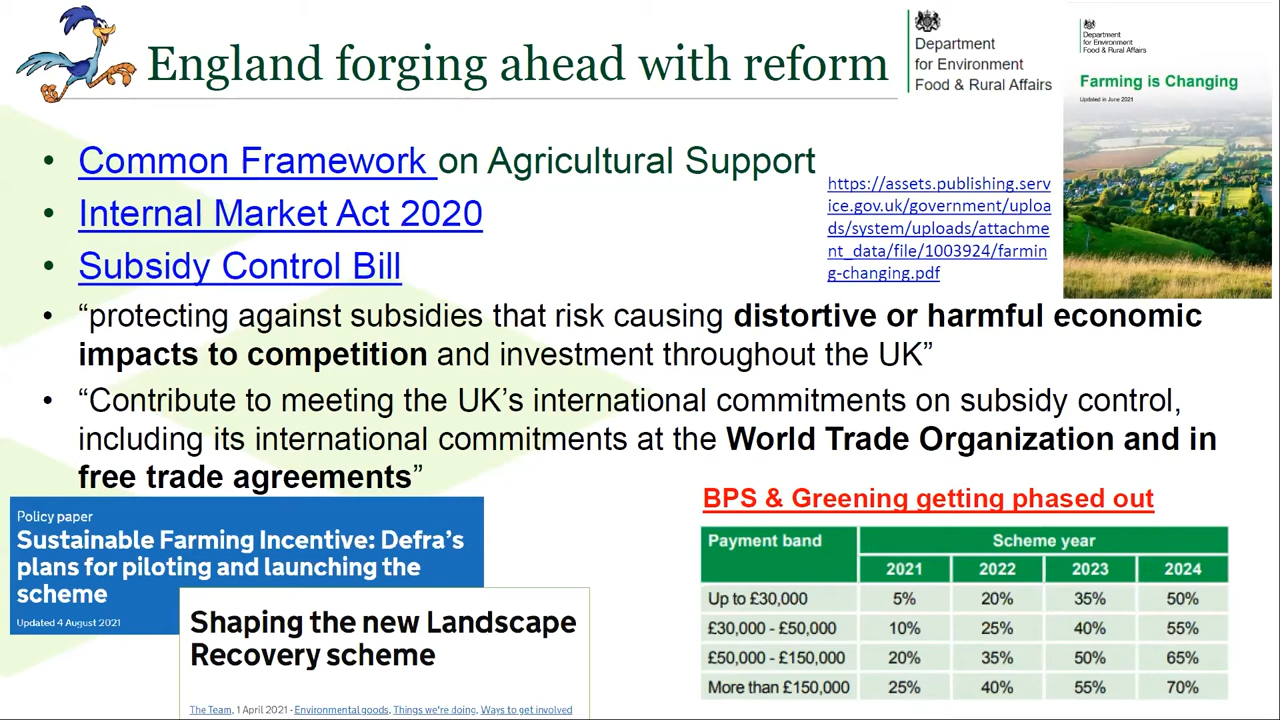 England forging ahead with reform
Department
for Environment
Food & Rural Affairs
Department
for Environment
Food & Rural Affairs
Farming is Changing
Updated in June 2021
• Common Framework on Agricultural Support
• Internal Market Act 2020
• Subsidy Control Bill
https://assets.publishing.serv
ice.gov.uk/government/uploa
ds/system/uploads/attachme
nt_data/file/1003924/farmin
g-changing.pdf
• “protecting against subsidies that risk causing distortive or harmful economic
impacts to competition and investment throughout the UK”
• “Contribute to meeting the UK’s international commitments on subsidy control,
including its international commitments at the World Trade Organization and in
free trade agreements”
Policy paper
Sustainable Farming Incentive: Defra’s
plans for piloting and launching the
scheme
Updated 4 August 2021
Shaping the new Landscape
Recovery scheme
The Team, 1 April 2021 - Environmental goods, Things we're doing, Ways to get involved
BPS & Greening getting phased out
Payment band Scheme year
2021 2022 2023 2024
Up to £30,000 5% 20% 35% 50%
£30,000 - £50,000 10% 25% 40% 55%
£50,000 - £150,000 20% 35% 50% 65%
More than £150,000 25% 40% 55% 70%